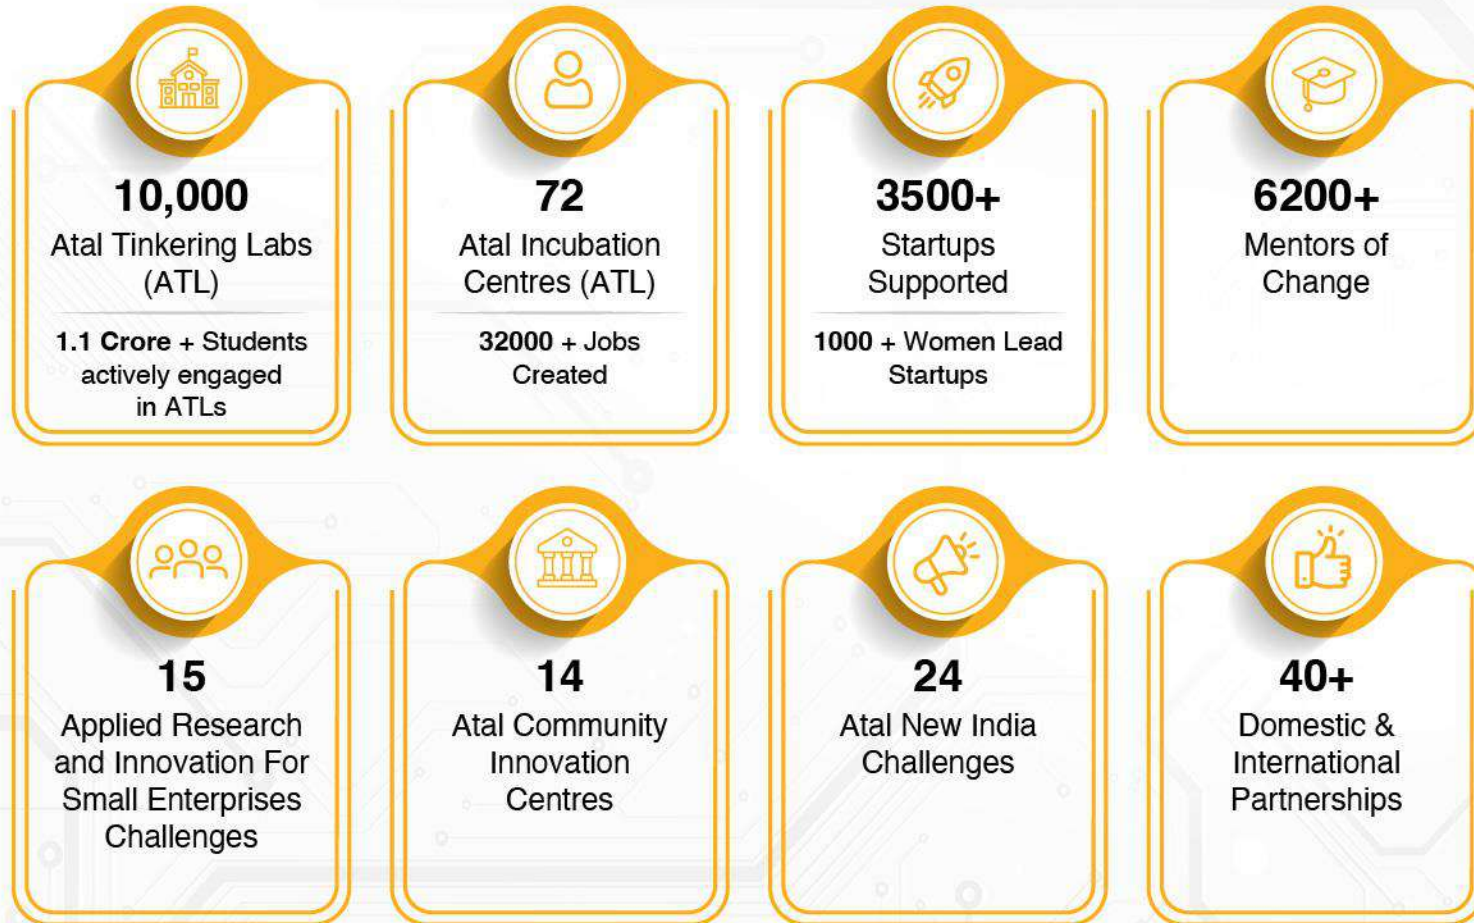 10,000
Atal Tinkering Labs
(ATL)
1.1 Crore + Students
actively engaged
in ATLs
72
Atal Incubation
Centres (ATL)
32000 + Jobs
Created
3500+
Startups
Supported
1000 + Women Lead
Startups
6200+
Mentors of
Change
15
Applied Research
and Innovation For
Small Enterprises
Challenges
14
Atal Community
Innovation
Centres
24
Atal New India
Challenges
40+
Domestic &
International
Partnerships